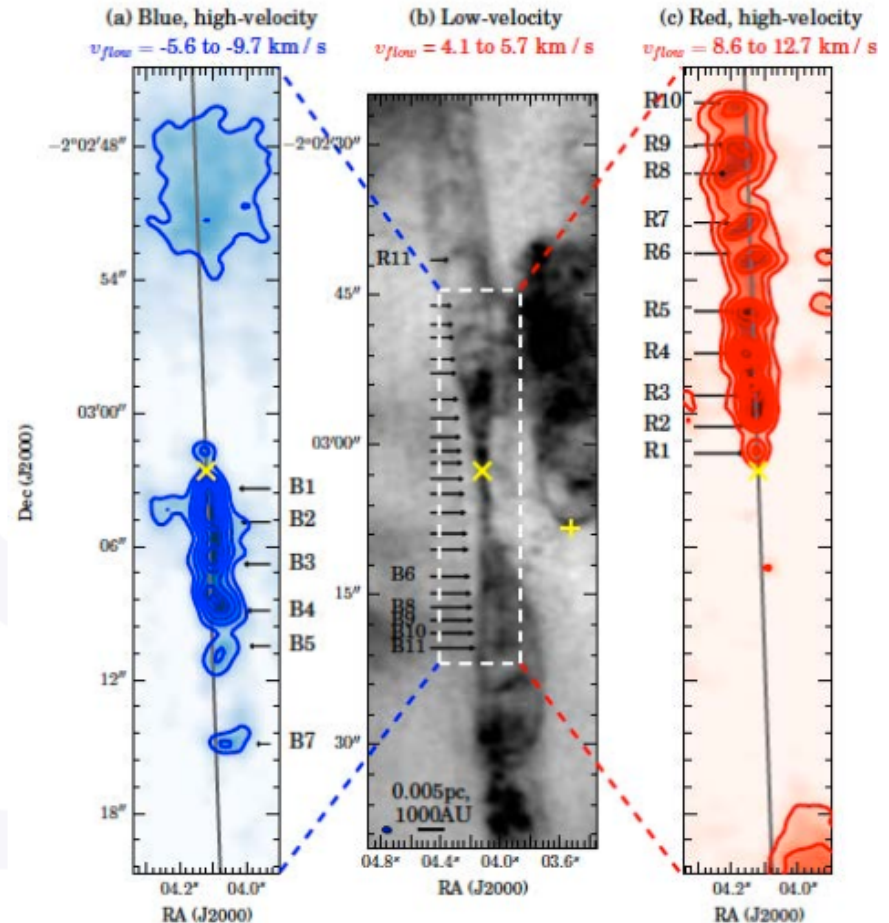 (a) Blue, high-velocity
v_flow = -5.6 to -9.7 km / s
(b) Low-velocity
v_flow = 4.1 to 5.7 km / s
(c) Red, high-velocity
v_flow = 8.6 to 12.7 km / s
Dec (J2000)
−2°02′48″
54″
03′00″
06″
12″
18″
B1
B2
B3
B4
B5
B7
04.2ˢ
04.0ˢ
RA (J2000)
−2°02′30″
45″
03′00″
15″
30″
R11
B6
B8
B9
B10
B11
0.005pc,
1000AU
04.8ˢ
04.4ˢ
04.0ˢ
03.6ˢ
RA (J2000)
R10
R9
R8
R7
R6
R5
R4
R3
R2
R1
04.2ˢ
04.0ˢ
RA (J2000)